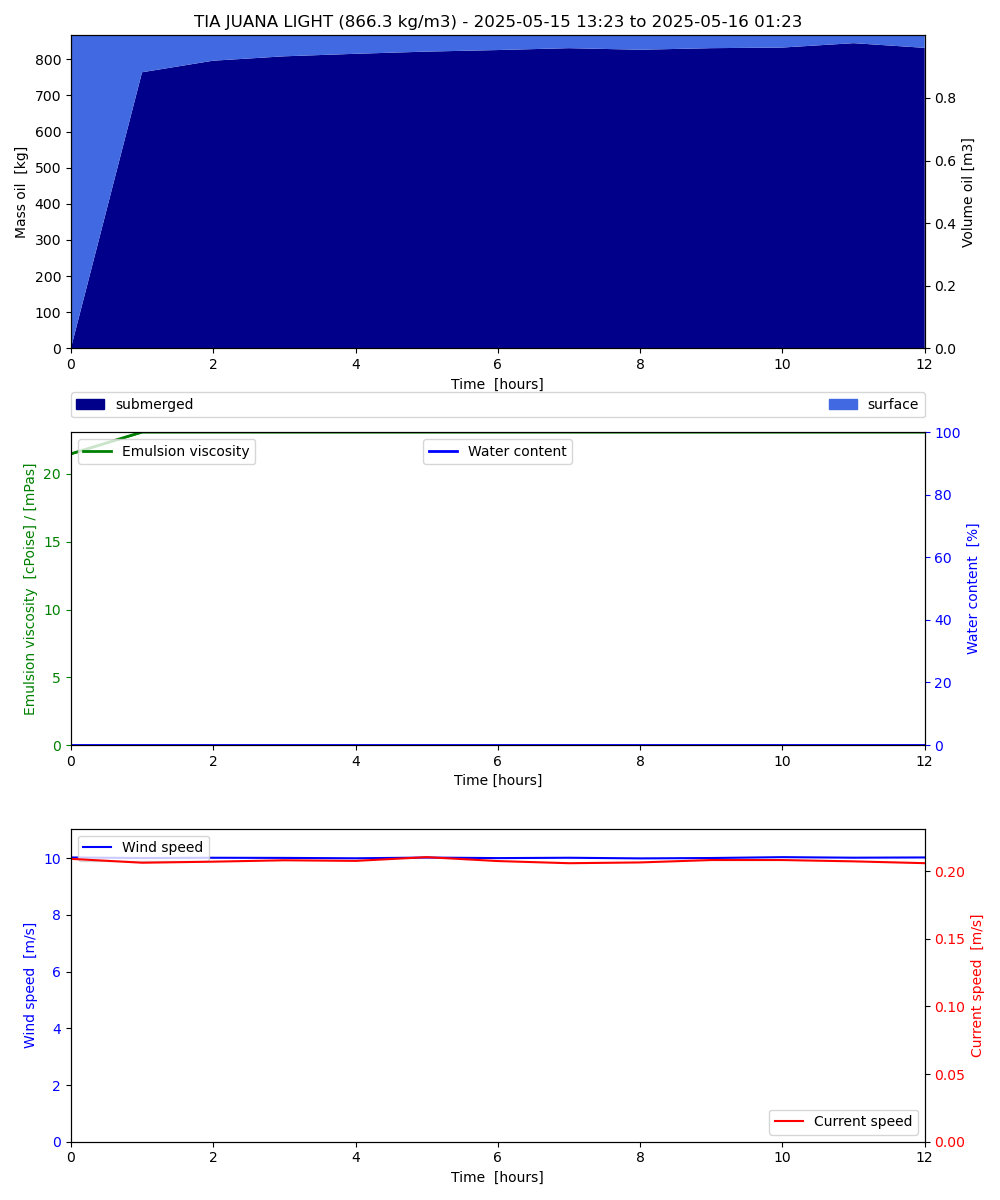 TIA JUANA LIGHT (866.3 kg/m3) - 2025-05-15 13:23 to 2025-05-16 01:23
Mass oil  [kg]
800
700
600
500
400
300
200
100
0
0.8
0.6
0.4
0.2
0.0
Volume oil [m3]
0 2 4 6 8 10 12
Time  [hours]
submerged surface
Emulsion viscosity Water content
Emulsion viscosity  [cPoise] / [mPas]
20
15
10
5
0
100
80
60
40
20
0
Water content  [%]
0 2 4 6 8 10 12
Time [hours]
Wind speed
Wind speed  [m/s]
10
8
6
4
2
0
0.20
0.15
0.10
0.05
0.00
Current speed  [m/s]
Current speed
0 2 4 6 8 10 12
Time  [hours]